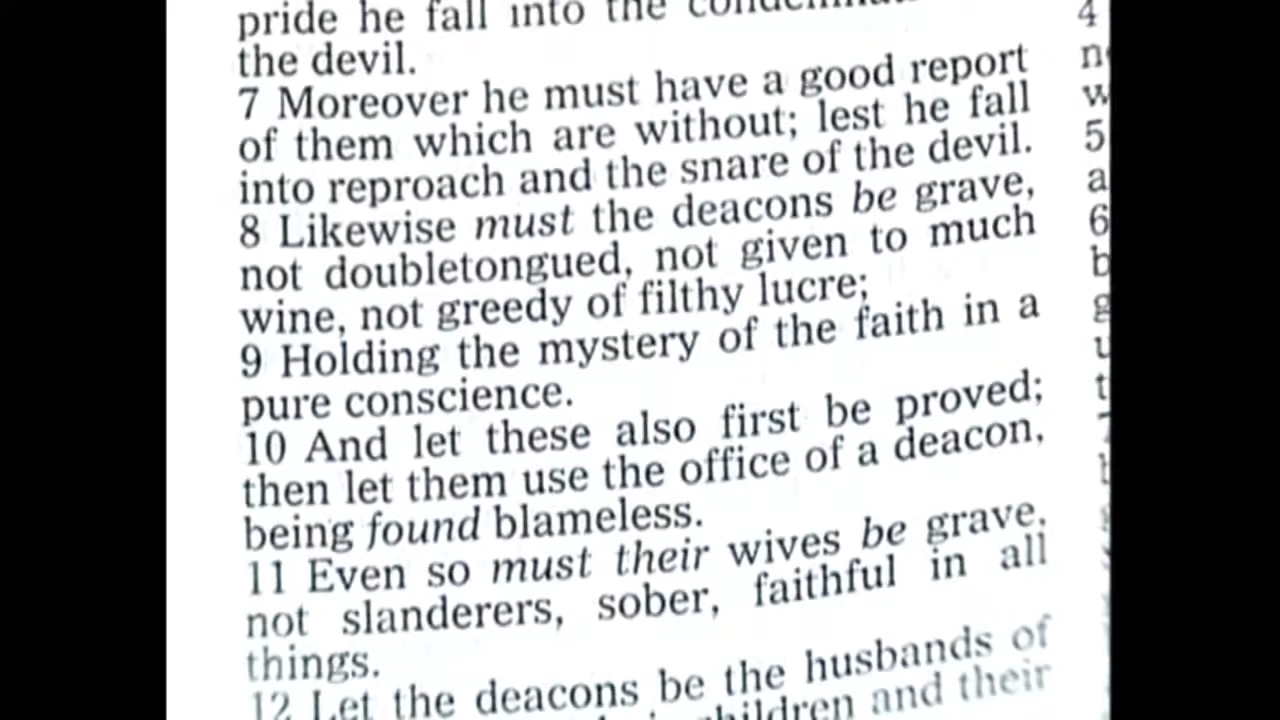 pride he fall into the
the devil.
7 Moreover he must have a good report
of them which are without; lest he fall
into reproach and the snare of the devil.
8 Likewise must the deacons be grave,
not doubletongued, not given to much
wine, not greedy of filthy lucre;
9 Holding the mystery of the faith in a
pure conscience.
10 And let these also first be proved;
then let them use the office of a deacon,
being found blameless.
11 Even so must their wives be grave,
not slanderers, sober, faithful in all
things.
12 Let the deacons be the husbands of
children and their
4
5
a
6
b
g
u
t